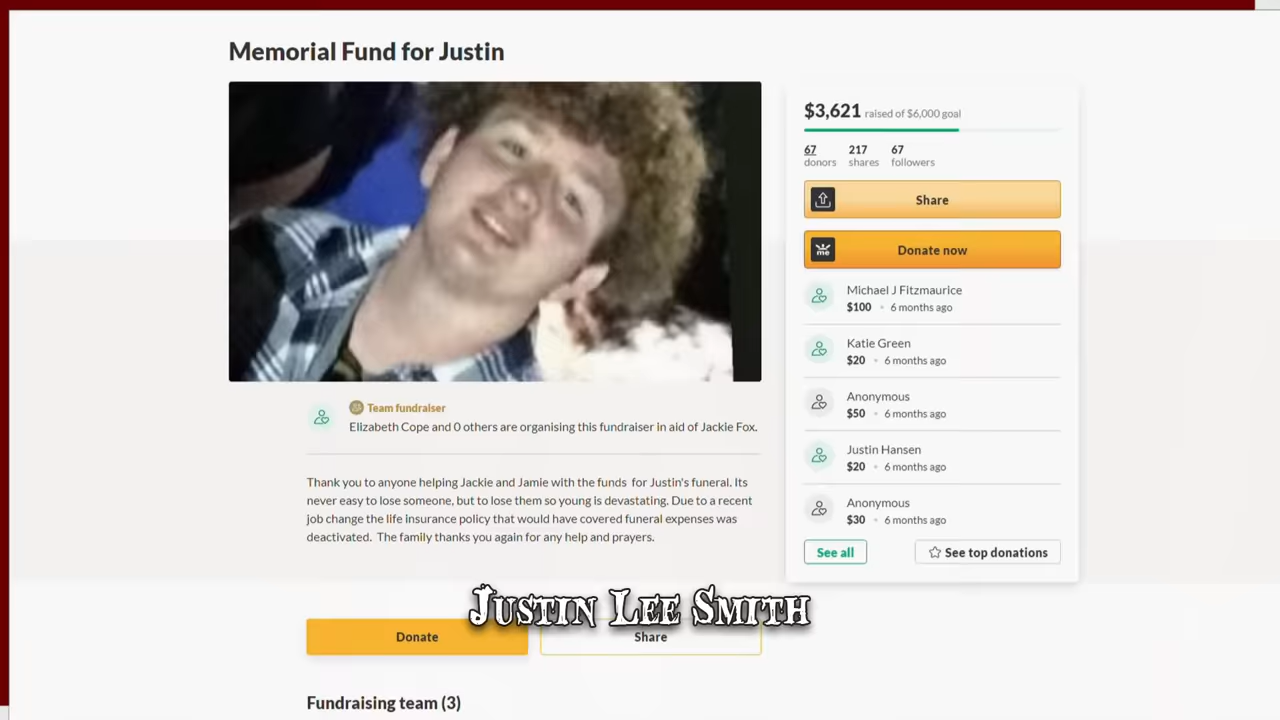 Memorial Fund for Justin
$3,621 raised of $6,000 goal
67 donors
217 shares
67 followers
Share
me
Donate now
Michael J Fitzmaurice
$100 • 6 months ago
Katie Green
$20 • 6 months ago
Anonymous
$50 • 6 months ago
Justin Hansen
$20 • 6 months ago
Anonymous
$30 • 6 months ago
See all
See top donations
Team fundraiser
Elizabeth Cope and 0 others are organising this fundraiser in aid of Jackie Fox.
Thank you to anyone helping Jackie and Jamie with the funds for Justin's funeral. Its
never easy to lose someone, but to lose them so young is devastating. Due to a recent
job change the life insurance policy that would have covered funeral expenses was
deactivated. The family thanks you again for any help and prayers.
Justin Lee Smith
Donate
Share
Fundraising team (3)